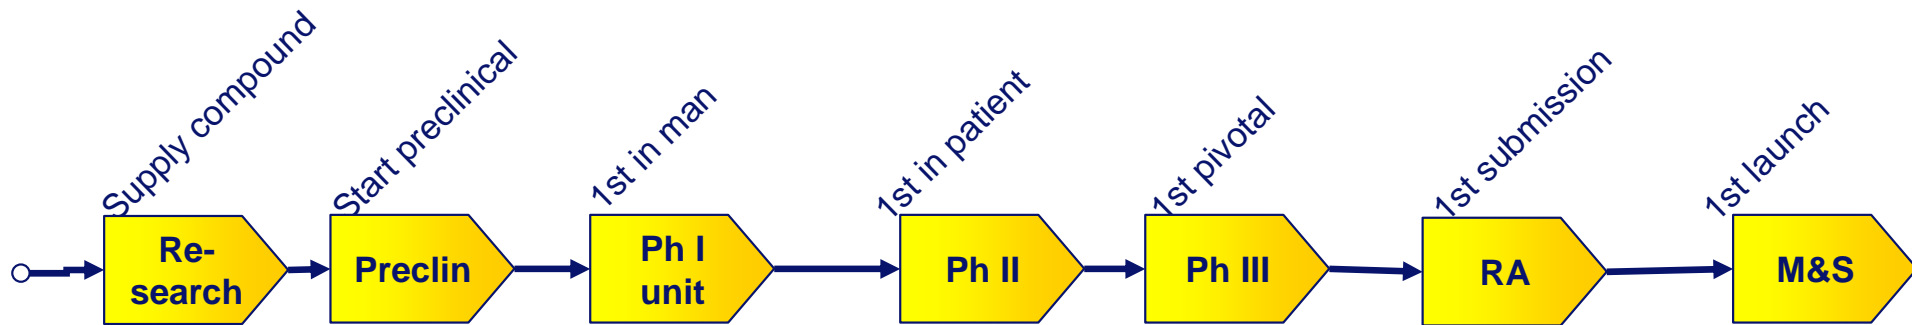 Supply compound
Start preclinical
1st in man
1st in patient
1st pivotal
1st submission
1st launch
Re-
search
Preclin
Ph I
unit
Ph II
Ph III
RA
M&S